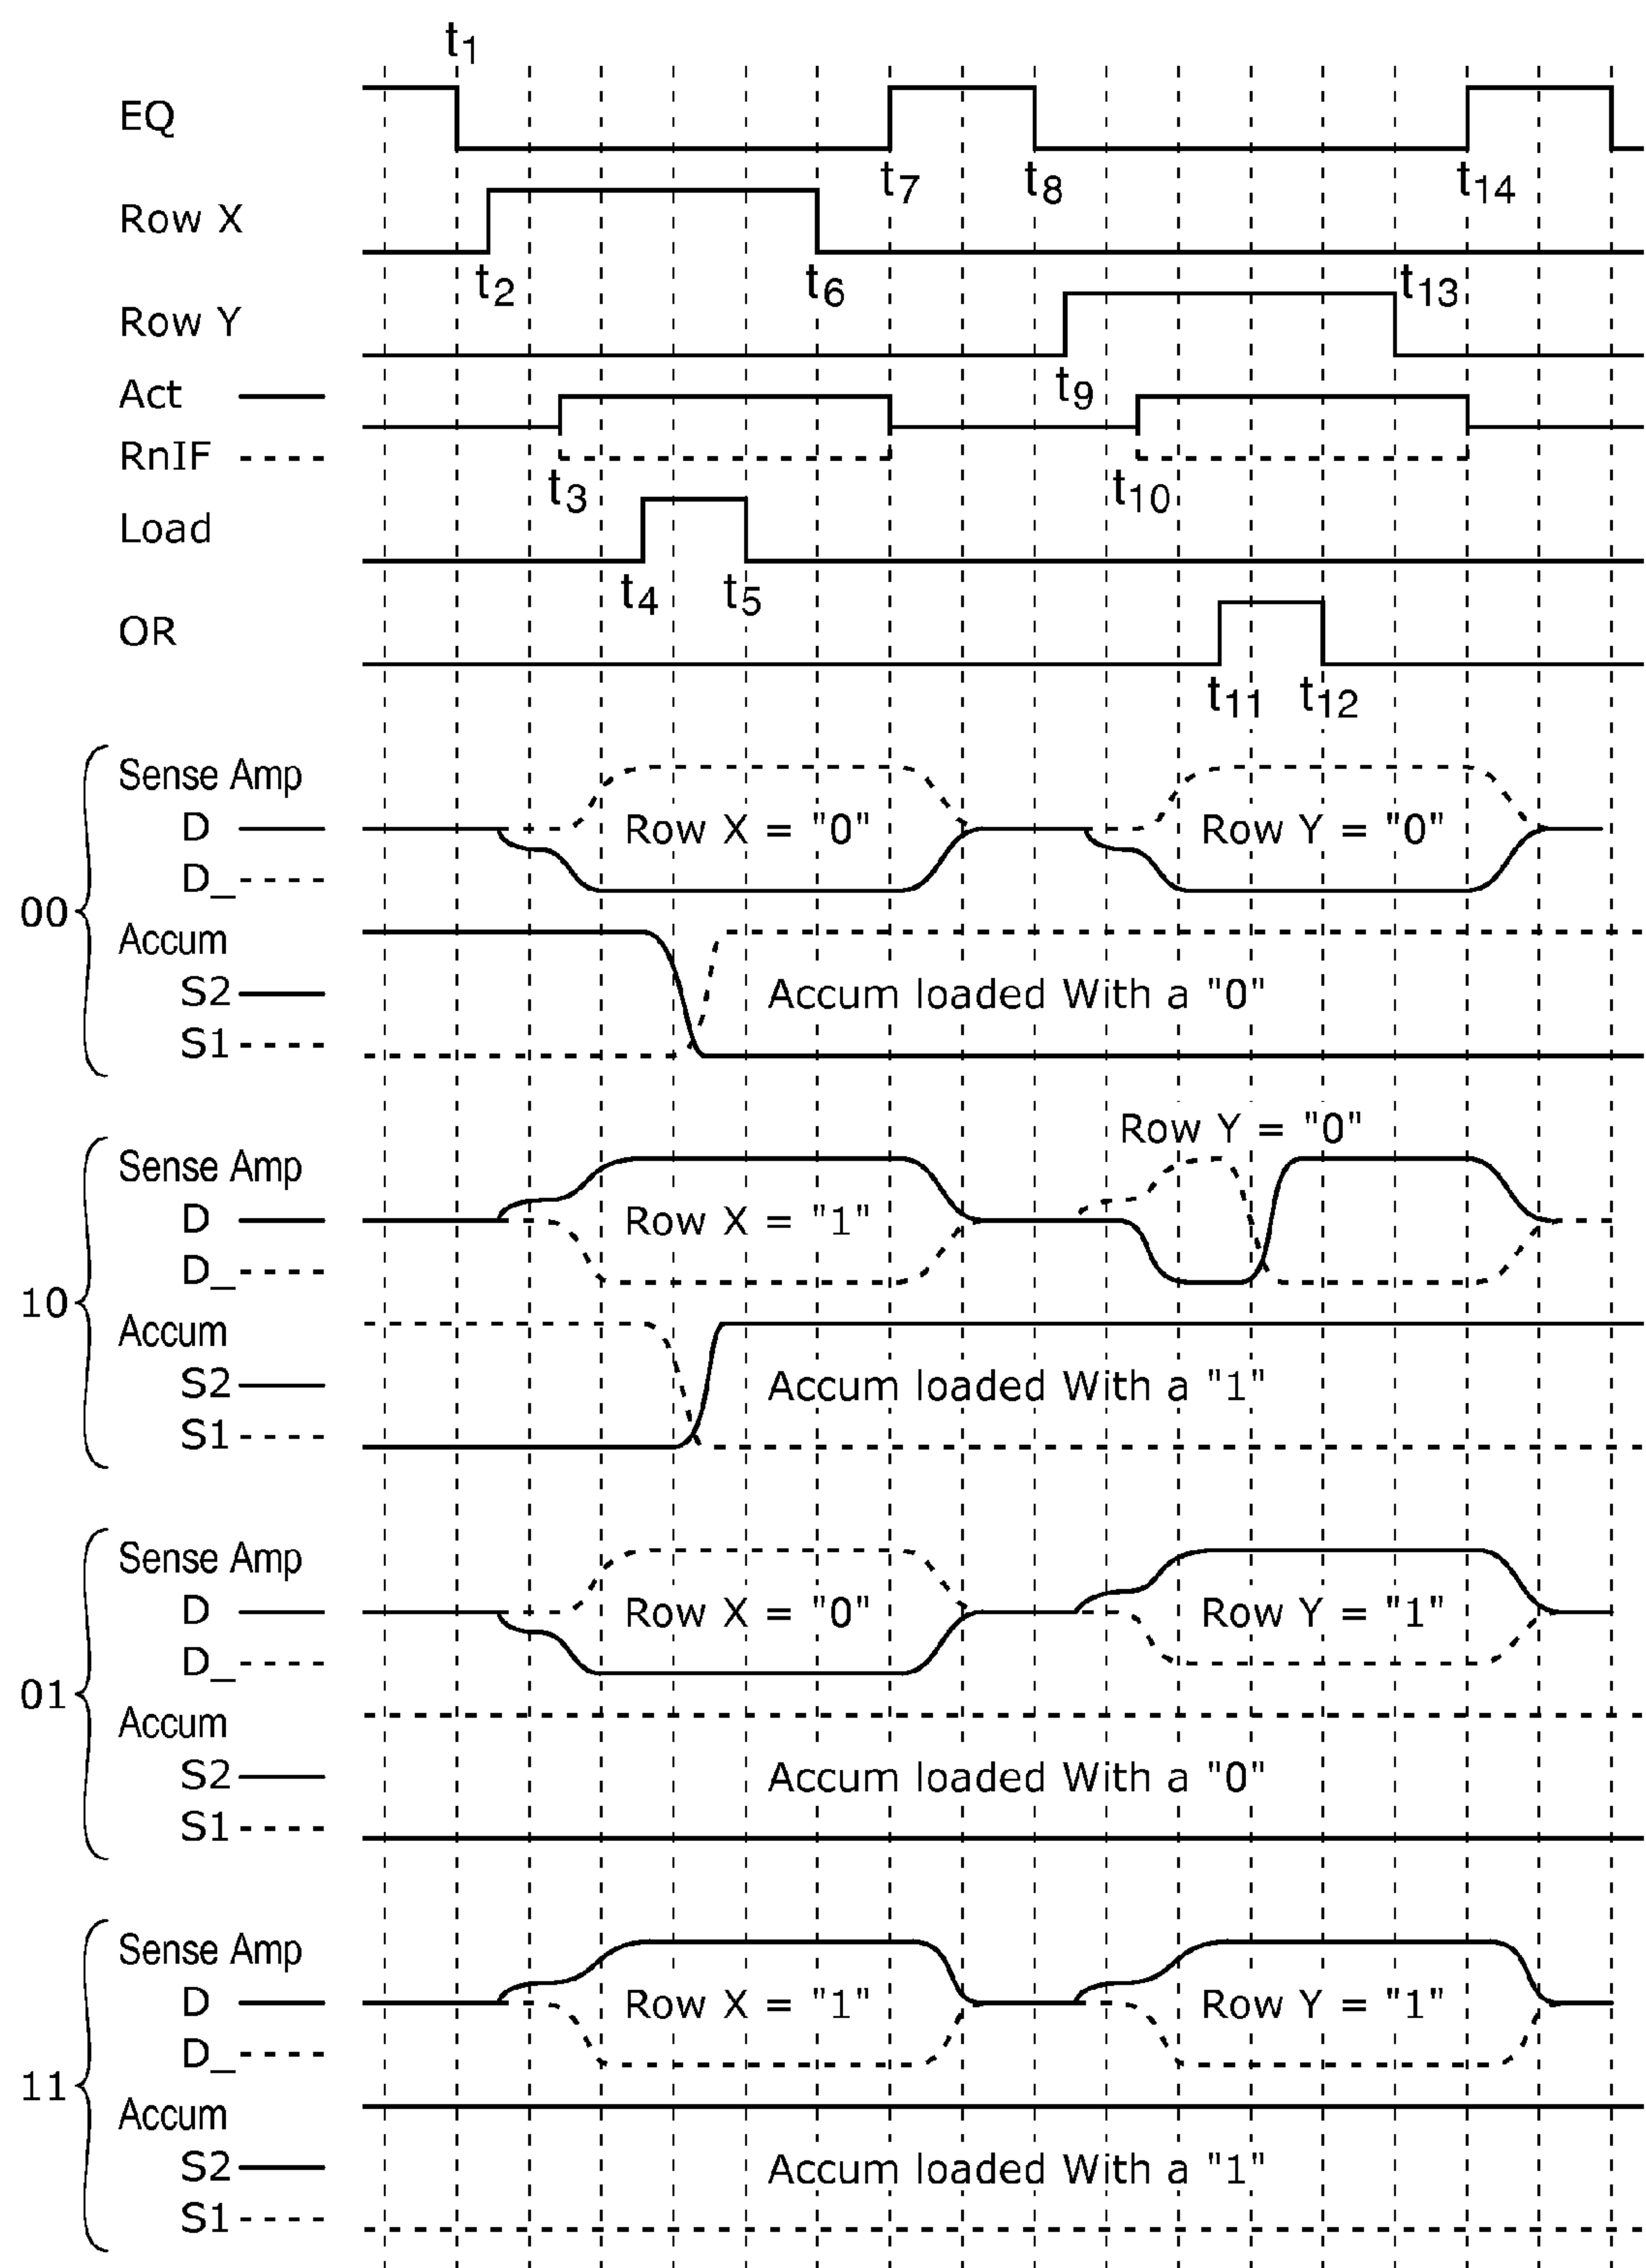 t1
EQ
t7 t8 t14
Row X
t2 t6 t13
Row Y
t9
Act
RnIF
t3 t10
Load
t4 t5
OR
t11 t12
Sense Amp
D Row X = "0" Row Y = "0"
D_
00
Accum
S2 Accum loaded With a "0"
S1
Row Y = "0"
Sense Amp
D Row X = "1"
D_
10
Accum
S2 Accum loaded With a "1"
S1
Sense Amp
D Row X = "0" Row Y = "1"
D_
01
Accum
S2 Accum loaded With a "0"
S1
Sense Amp
D Row X = "1" Row Y = "1"
D_
11
Accum
S2 Accum loaded With a "1"
S1